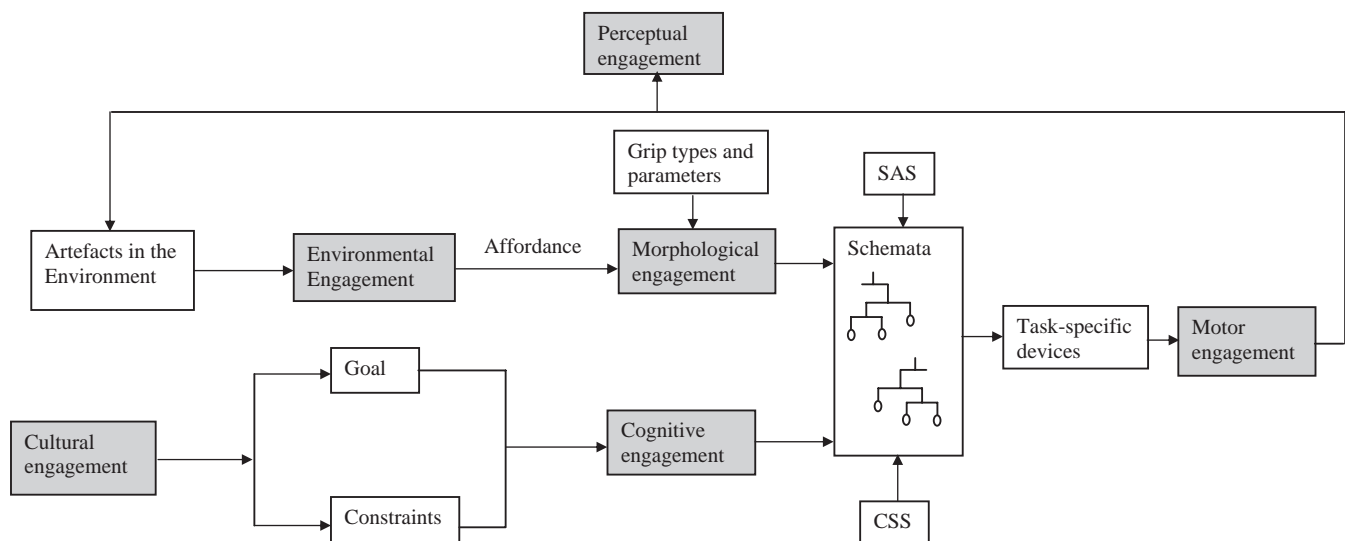 Perceptual
engagement
Grip types and
parameters
SAS
Artefacts in the
Environment
Environmental
Engagement
Affordance
Morphological
engagement
Schemata
Task-specific
devices
Motor
engagement
Goal
Cultural
engagement
Cognitive
engagement
Constraints
CSS